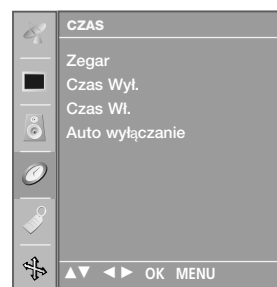 CZAS
Zegar
Czas Wył.
Czas Wł.
Auto wyłączanie
▲▼ ◄► OK MENU